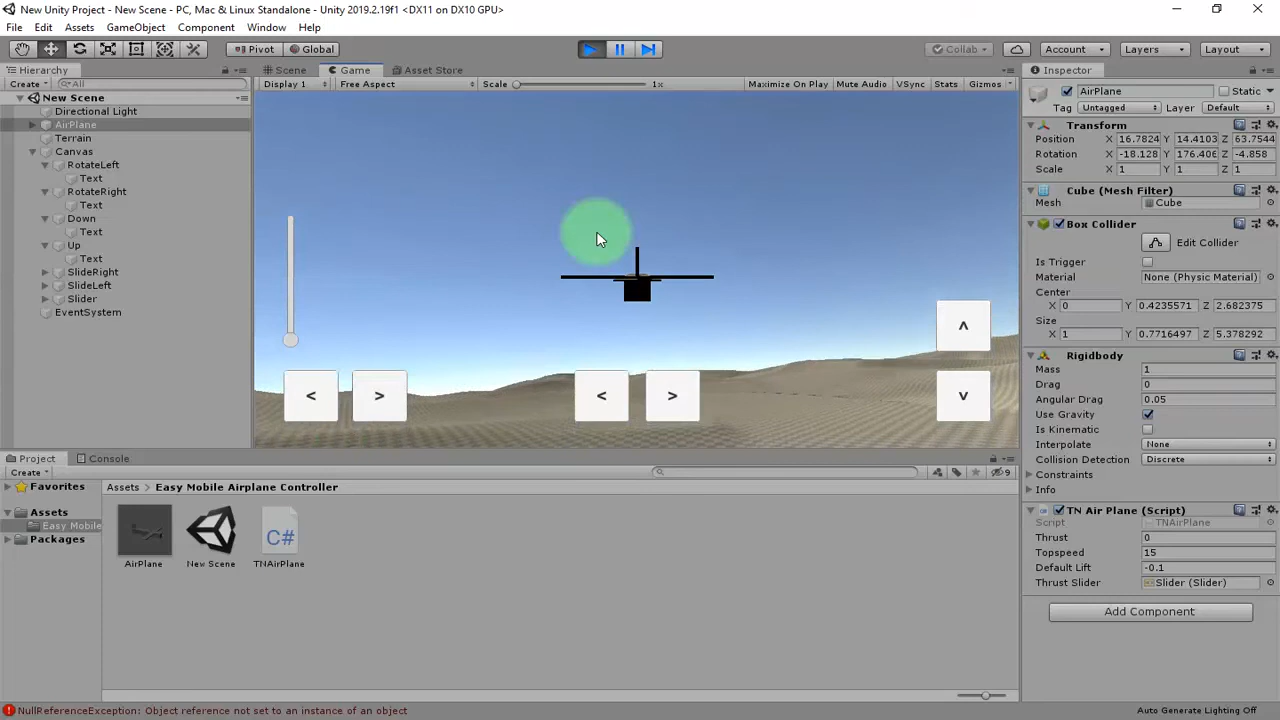 New Unity Project - New Scene - PC, Mac & Linux Standalone - Unity 2019.2.19f1 <DX11 on DX10 GPU>
File Edit Assets GameObject Component Window Help
Pivot Global Collab Account Layers Layout
Hierarchy
Create All
New Scene
Directional Light
AirPlane
Terrain
Canvas
RotateLeft
Text
RotateRight
Text
Down
Text
Up
Text
SlideRight
SlideLeft
Slider
EventSystem
Scene Game Asset Store
Display 1 Free Aspect Scale 1x Maximize On Play Mute Audio VSync Stats Gizmos
^
< > < > v
Inspector
AirPlane Static
Tag Untagged Layer Default
Transform
Position X 16.7824 Y 14.4103 Z 63.7544
Rotation X -18.128 Y 176.406 Z -4.858
Scale X 1 Y 1 Z 1
Cube (Mesh Filter)
Mesh Cube
Box Collider
Edit Collider
Is Trigger
Material None (Physic Material)
Center
X 0 Y 0.4235571 Z 2.682375
Size
X 1 Y 0.7716497 Z 5.378292
Rigidbody
Mass 1
Drag 0
Angular Drag 0.05
Use Gravity
Is Kinematic
Interpolate None
Collision Detection Discrete
Constraints
Info
TN Air Plane (Script)
Script TNAirPlane
Thrust 0
Topspeed 15
Default Lift -0.1
Thrust Slider Slider (Slider)
Add Component
Project Console
Create 9
Favorites
Assets
Easy Mobile
Packages
Assets > Easy Mobile Airplane Controller
C#
AirPlane New Scene TNAirPlane
NullReferenceException: Object reference not set to an instance of an object
Auto Generate Lighting Off